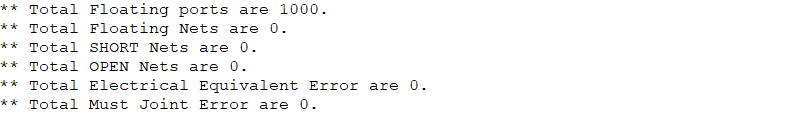 ** Total Floating ports are 1000.
** Total Floating Nets are 0.
** Total SHORT Nets are 0.
** Total OPEN Nets are 0.
** Total Electrical Equivalent Error are 0.
** Total Must Joint Error are 0.